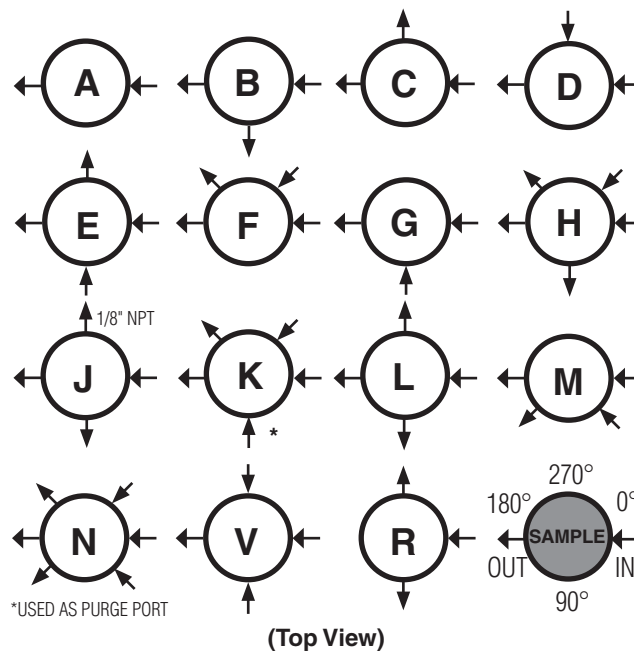 A
B
C
D
E
F
G
H
1/8" NPT
J
K
L
M
*
N
V
R
270°
180°
0°
SAMPLE
OUT
IN
90°
*USED AS PURGE PORT
(Top View)